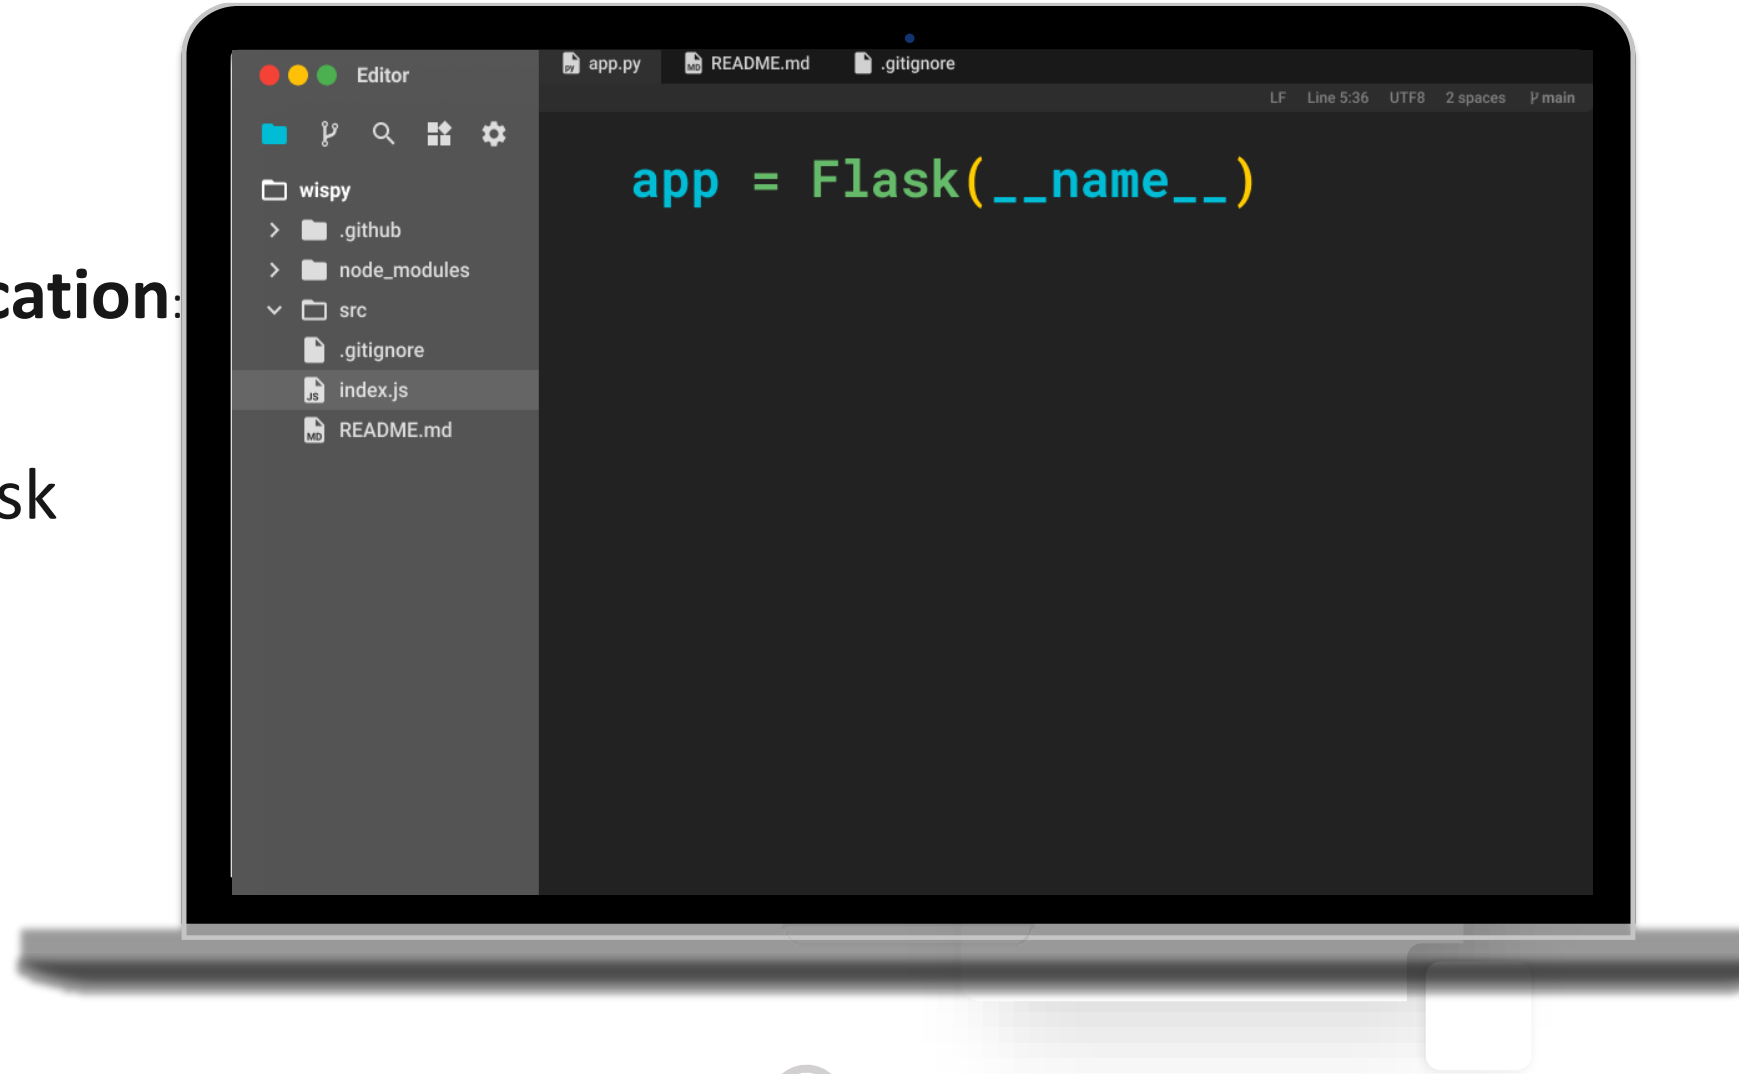 Editor
app.py README.md .gitignore
LF Line 5:36 UTF8 2 spaces main
wispy
.github
node_modules
src
.gitignore
index.js
README.md
app = Flask(__name__)
cation:
sk